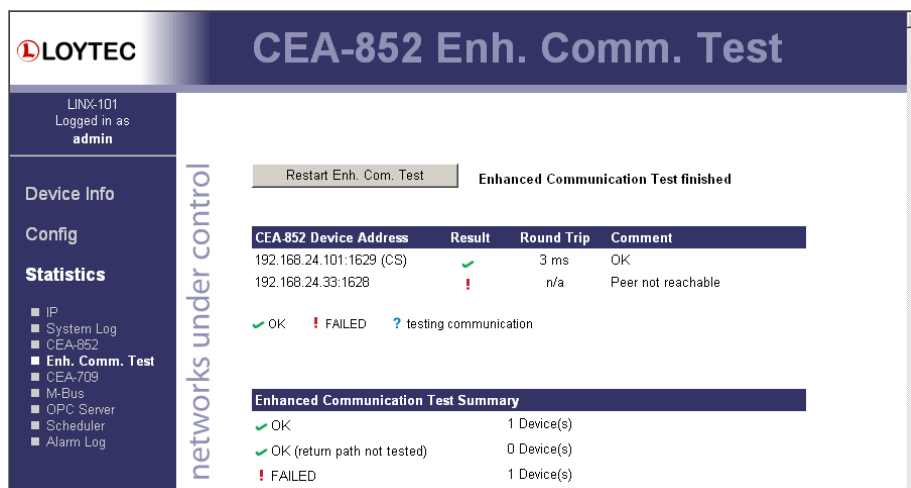 LOYTEC
CEA-852 Enh. Comm. Test
LINX-101
Logged in as
admin
Device Info
Config
Statistics
IP
System Log
CEA-852
Enh. Comm. Test
CEA-709
M-Bus
OPC Server
Scheduler
Alarm Log
networks under control
Restart Enh. Com. Test Enhanced Communication Test finished
CEA-852 Device Address Result Round Trip Comment
192.168.24.101:1629 (CS) 3 ms OK
192.168.24.33:1628 ! n/a Peer not reachable
OK ! FAILED ? testing communication
Enhanced Communication Test Summary
OK 1 Device(s)
OK (return path not tested) 0 Device(s)
! FAILED 1 Device(s)